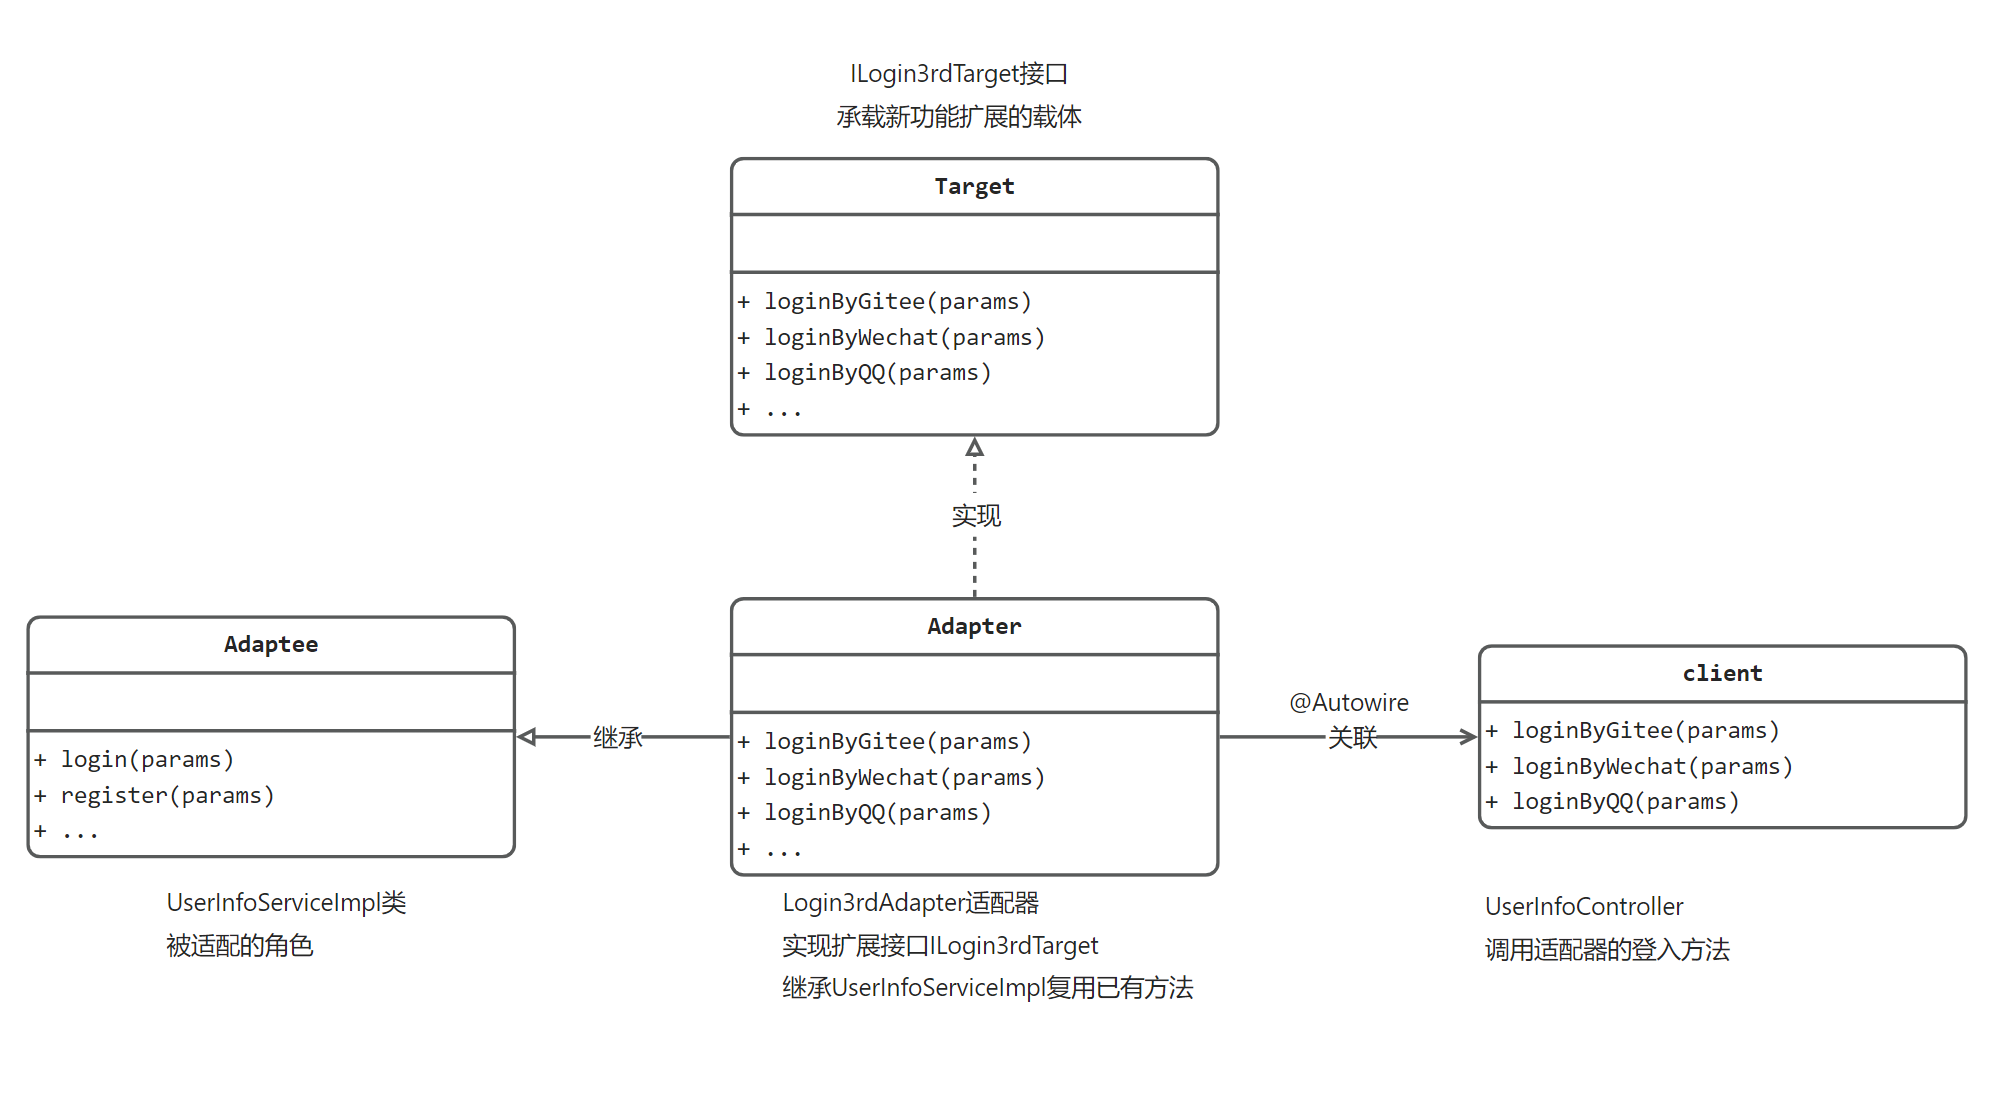 ILogin3rdTarget接口
承载新功能扩展的载体
Target
+ loginByGitee(params)
+ loginByWechat(params)
+ loginByQQ(params)
+ ...
实现
Adaptee
+ login(params)
+ register(params)
+ ...
UserInfoServiceImpl类
被适配的角色
继承
Adapter
+ loginByGitee(params)
+ loginByWechat(params)
+ loginByQQ(params)
+ ...
Login3rdAdapter适配器
实现扩展接口ILogin3rdTarget
继承UserInfoServiceImpl复用已有方法
@Autowire
关联
client
+ loginByGitee(params)
+ loginByWechat(params)
+ loginByQQ(params)
UserInfoController
调用适配器的登入方法